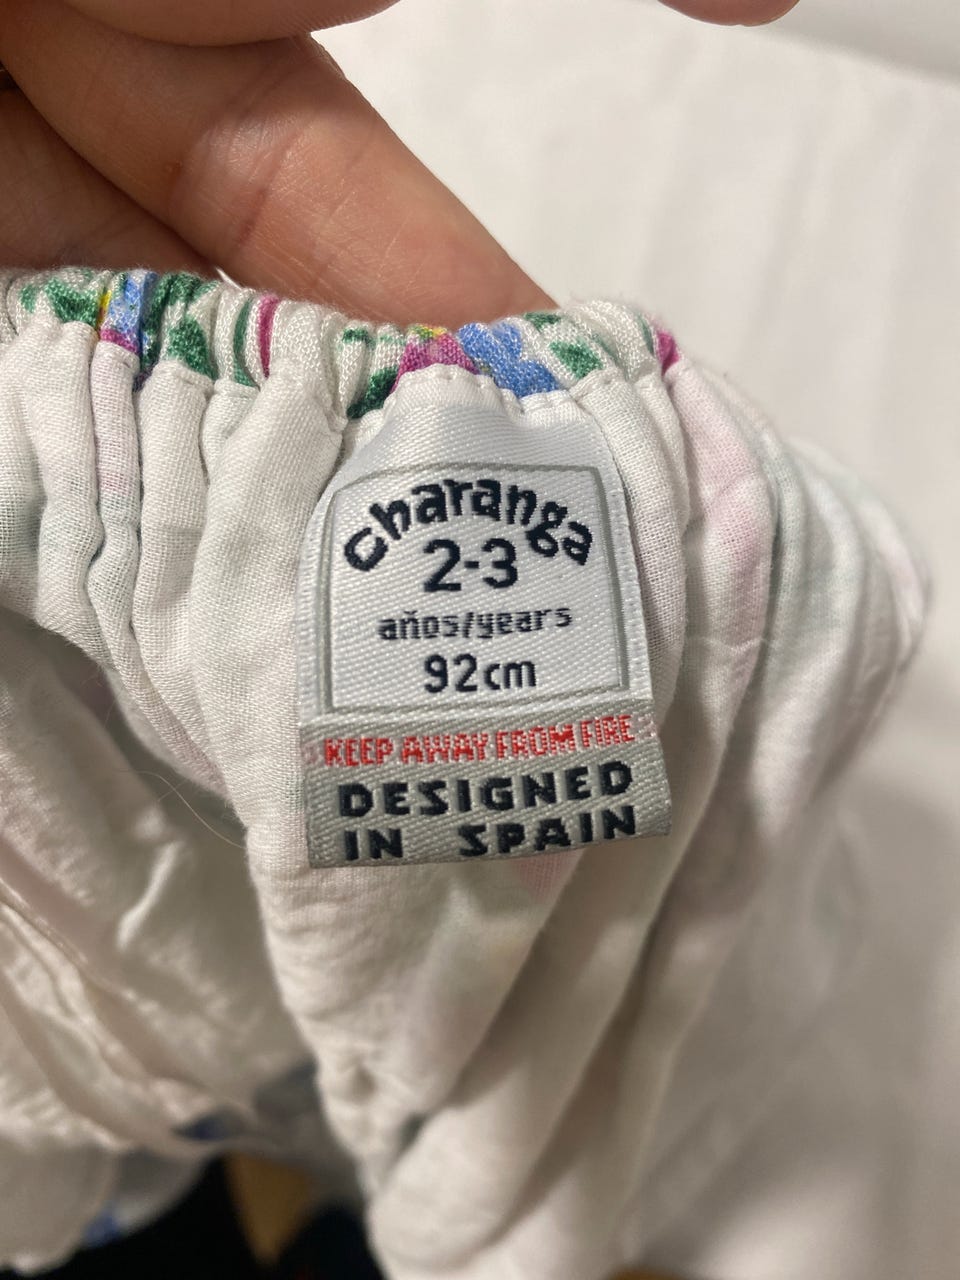 charanga
2-3
años/years
92cm
KEEP AWAY FROM FIRE
DESIGNED
IN SPAIN